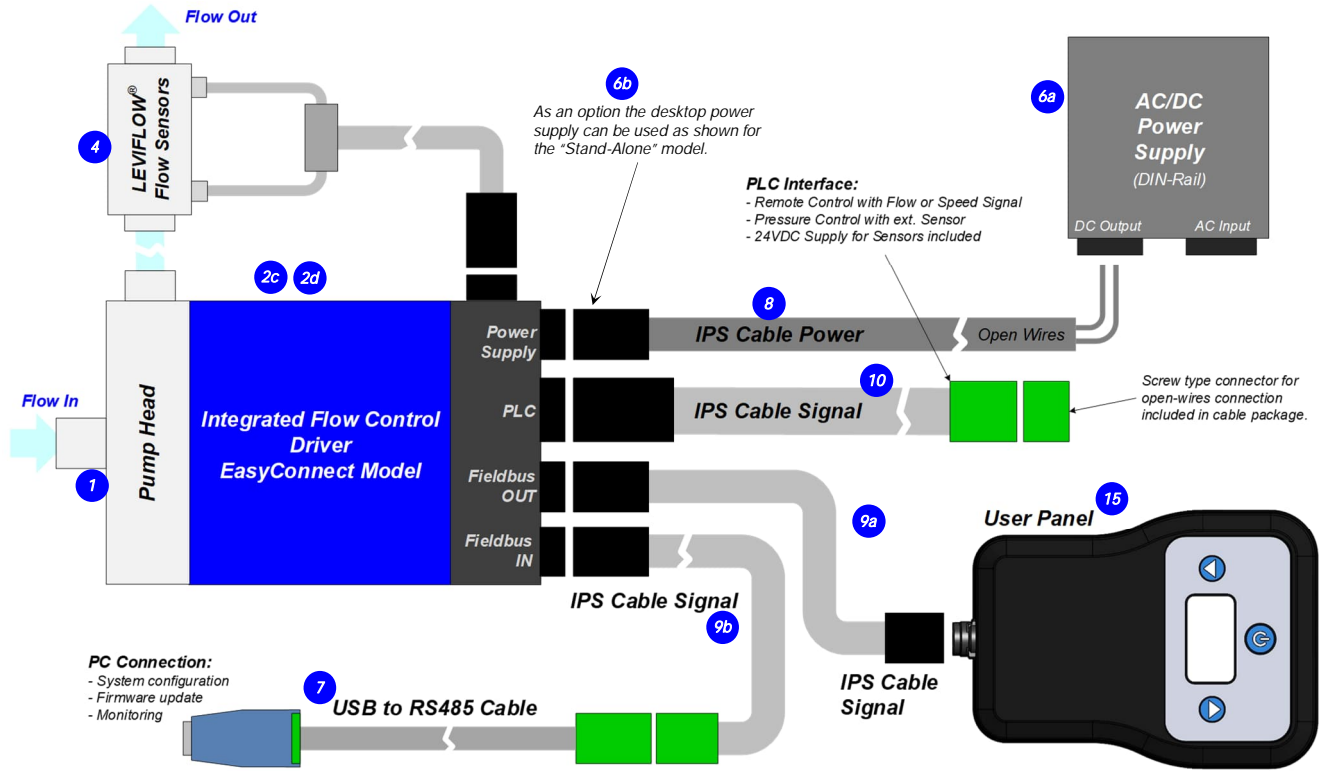 Flow Out
4
LEVIFLOW®
Flow Sensors
6b
As an option the desktop power
supply can be used as shown for
the “Stand-Alone” model.
6a
AC/DC
Power
Supply
(DIN-Rail)
DC Output
AC Input
PLC Interface:
- Remote Control with Flow or Speed Signal
- Pressure Control with ext. Sensor
- 24VDC Supply for Sensors included
2c
2d
8
Power
Supply
IPS Cable Power
Open Wires
Flow In
1
Pump Head
Integrated Flow Control
Driver
EasyConnect Model
PLC
10
IPS Cable Signal
Screw type connector for
open-wires connection
included in cable package.
Fieldbus
OUT
9a
Fieldbus
IN
IPS Cable Signal
9b
User Panel
15
IPS Cable
Signal
PC Connection:
- System configuration
- Firmware update
- Monitoring
7
USB to RS485 Cable